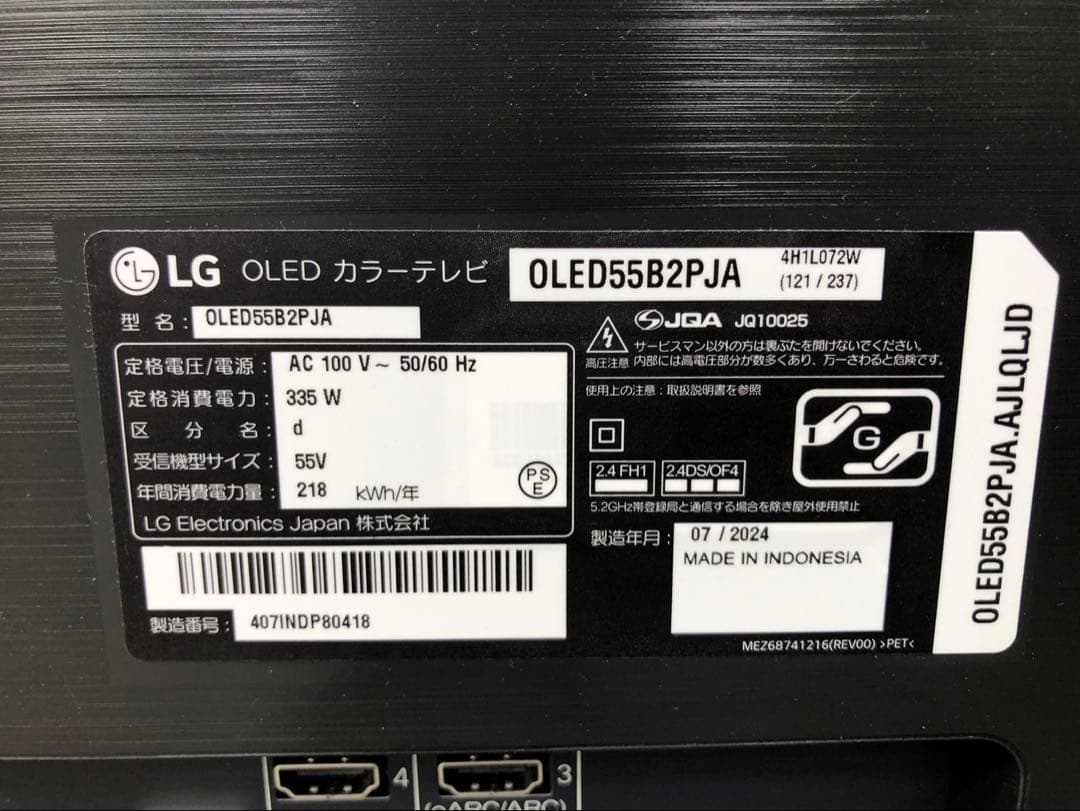 LG OLED カラーテレビ
OLED55B2PJA
4H1L072W
(121 / 237)
型 名: OLED55B2PJA
定格電圧/電源: AC 100 V~ 50/60 Hz
定格消費電力: 335 W
区 分 名: d
受信機型サイズ: 55V
年間消費電力量: 218 kWh/年
PS
E
LG Electronics Japan 株式会社
製造番号: 407INDP80418
JQA JQ10025
高圧注意
サービスマン以外の方は裏ぶたを開けないでください。
内部には高電圧部分が数多くあり、万一さわると危険です。
使用上の注意:取扱説明書を参照
G
2.4 FH1
2.4DS/OF4
5.2GHz帯登録局と通信する場合を除き屋外使用禁止
製造年月: 07 / 2024
MADE IN INDONESIA
MEZ68741216(REV00) >PET<
OLED55B2PJA.AJLQLJD
4
3
(eARC/ARC)